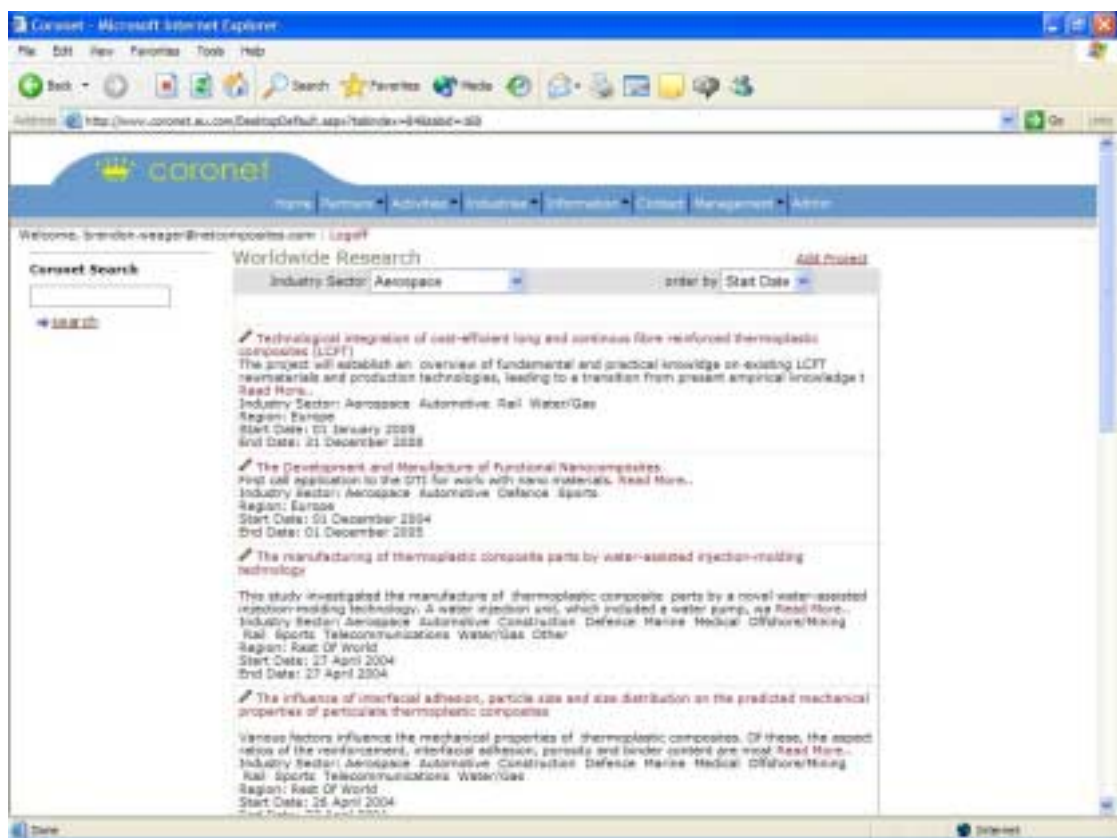 Coronet - Microsoft Internet Explorer
File Edit View Favorites Tools Help
Back Search Favorites Media
Address http://www.coronet.eu.com/DesktopDefault.aspx? Go Links
coronet
Home Partners Activities Industries Information Contact Management Admin
Welcome, brendon.weager@netcomposites.com | Logoff
Coronet Search
search
Worldwide Research Add Project
Industry Sector Aerospace order by Start Date
Technological integration of cost-efficient long and continous fibre reinforced thermoplastic
composites (LCFT)
The project will establish an overview of fundamental and practical knowldge on existing LCFT
rawmaterials and production technologies, leading to a transition from present empirical knowledge t
Read More..
Industry Sector: Aerospace Automotive Rail Water/Gas
Region: Europe
Start Date: 01 January
End Date: 31 December
The Development and Manufacture of Functional Nanocomposites
First call application to the DTI for work with nano materials. Read More..
Industry Sector: Aerospace Automotive Defence Sports
Region: Europe
Start Date: 01 December 2004
End Date: 01 December 2005
The manufacturing of thermoplastic composite parts by water-assisted injection-molding
technology
This study investigated the manufacture of thermoplastic composite parts by a novel water-assisted
injection-molding technology. A water injection unit, which included a water pump, wa Read More..
Industry Sector: Aerospace Automotive Construction Defence Marine Medical Offshore/Mining
Rail Sports Telecommunications Water/Gas Other
Region: Rest Of World
Start Date: 27 April 2004
End Date: 27 April 2004
The influence of interfacial adhesion, particle size and size distribution on the predicted mechanical
properties of particulate thermoplastic composites
Various factors influence the mechanical properties of thermoplastic composites. Of these, the aspect
ratios of the reinforcement, interfacial adhesion, porosity and binder content are most Read More..
Industry Sector: Aerospace Automotive Construction Defence Marine Medical Offshore/Mining
Rail Sports Telecommunications Water/Gas
Region: Rest Of World
Start Date: 26 April 2004
Done Internet